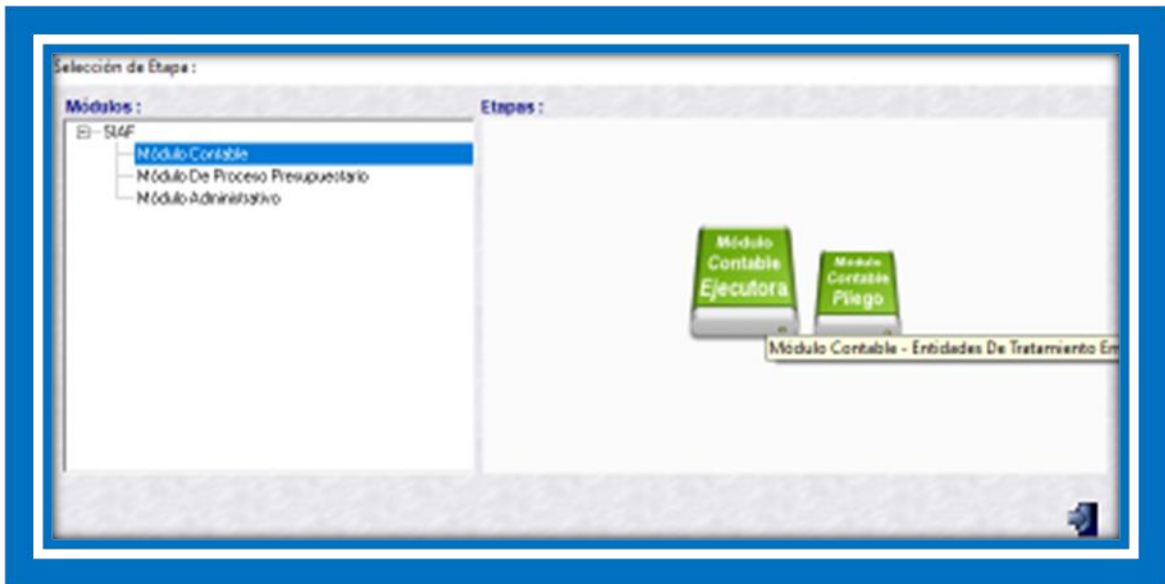 Selección de Etapa :
Módulos :
Etapas :
SIAF
Módulo Contable
Módulo De Proceso Presupuestario
Módulo Administrativo
Módulo
Contable
Ejecutora
Módulo
Contable
Pliego
Módulo Contable - Entidades De Tratamiento Em